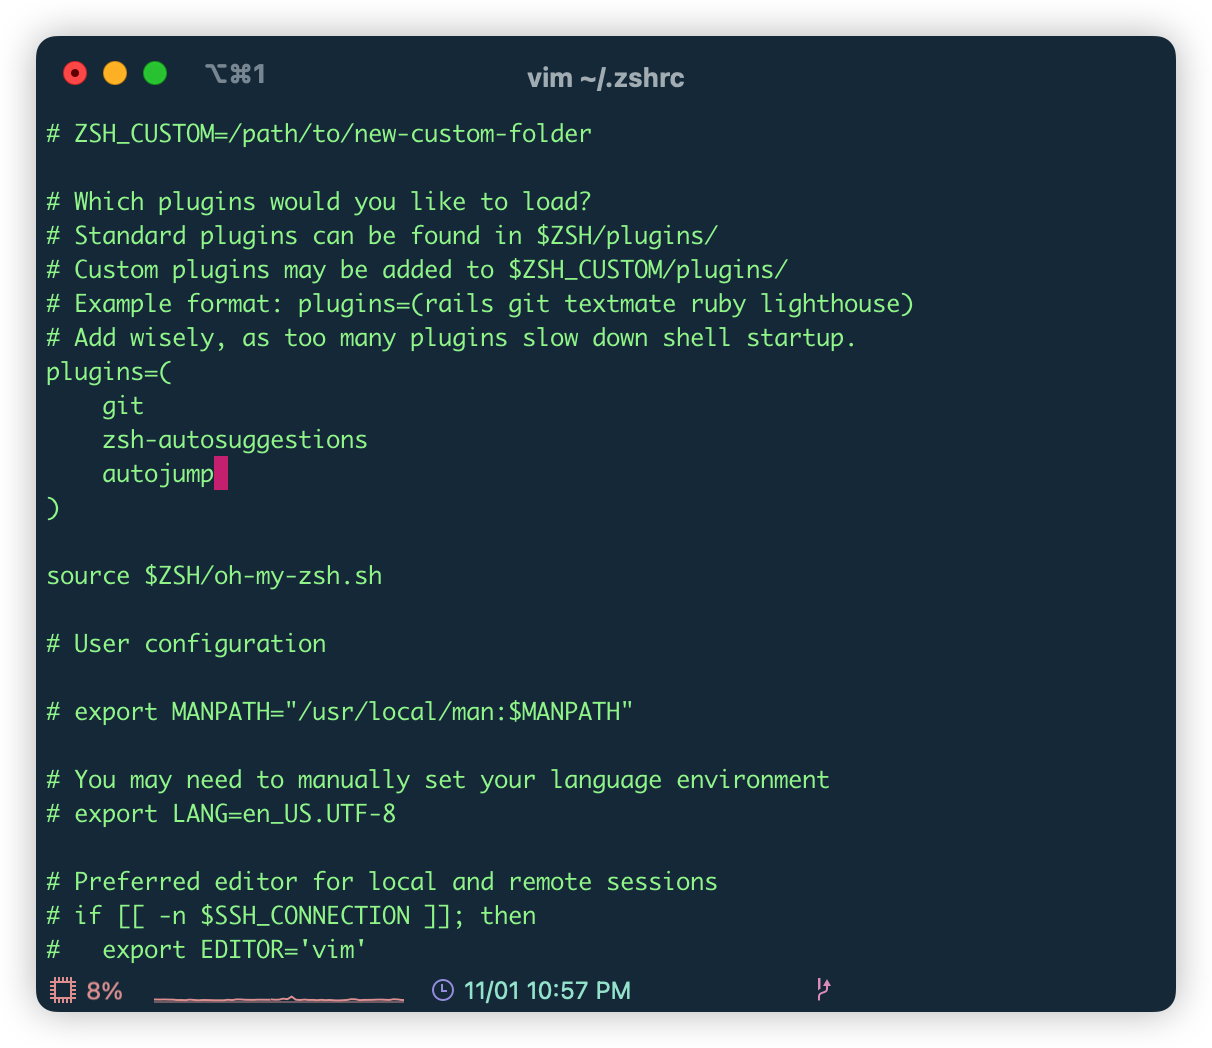 ⌥⌘1
vim ~/.zshrc
# ZSH_CUSTOM=/path/to/new-custom-folder
# Which plugins would you like to load?
# Standard plugins can be found in $ZSH/plugins/
# Custom plugins may be added to $ZSH_CUSTOM/plugins/
# Example format: plugins=(rails git textmate ruby lighthouse)
# Add wisely, as too many plugins slow down shell startup.
plugins=(
    git
    zsh-autosuggestions
    autojump
)
source $ZSH/oh-my-zsh.sh
# User configuration
# export MANPATH="/usr/local/man:$MANPATH"
# You may need to manually set your language environment
# export LANG=en_US.UTF-8
# Preferred editor for local and remote sessions
# if [[ -n $SSH_CONNECTION ]]; then
#   export EDITOR='vim'
8% 11/01 10:57 PM